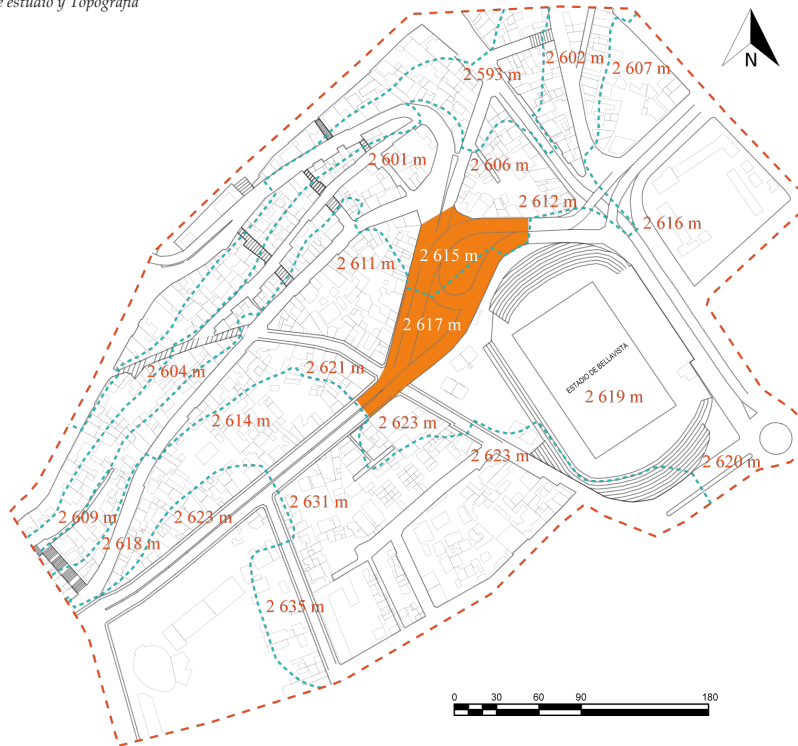 e estudio y Topografía
2 593 m
2 602 m
2 607 m
N
2 601 m
2 606 m
2 612 m
2 616 m
2 611 m
2 615 m
2 617 m
2 604 m
2 621 m
ESTADIO DE BELLAVISTA
2 619 m
2 614 m
2 623 m
2 623 m
2 620 m
2 609 m
2 623 m
2 631 m
2 618 m
2 635 m
0 30 60 90 180